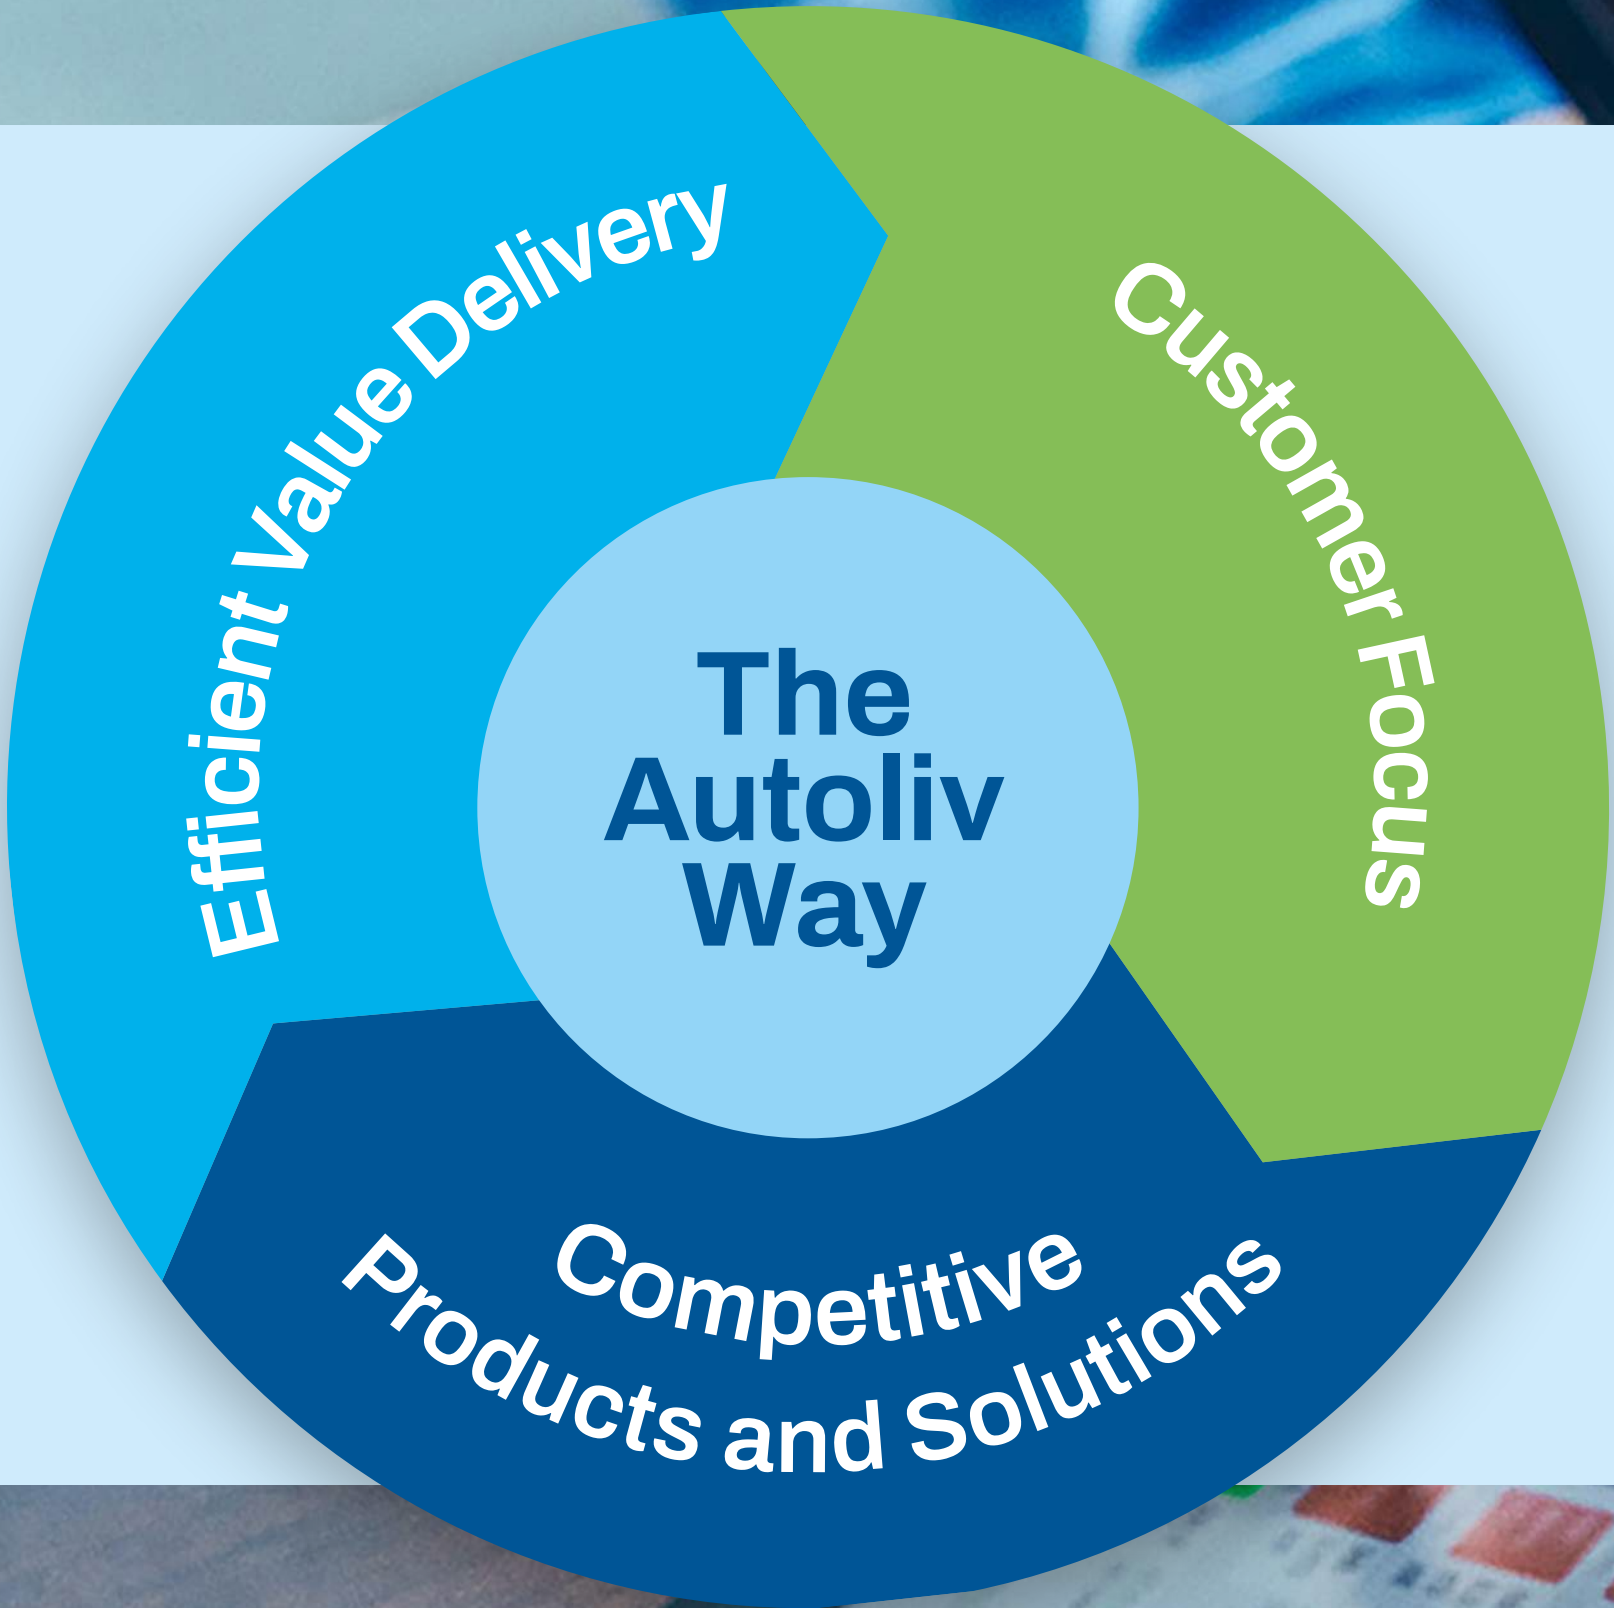 Efficient Value Delivery
Customer Focus
The
Autoliv
Way
Competitive
Products and Solutions